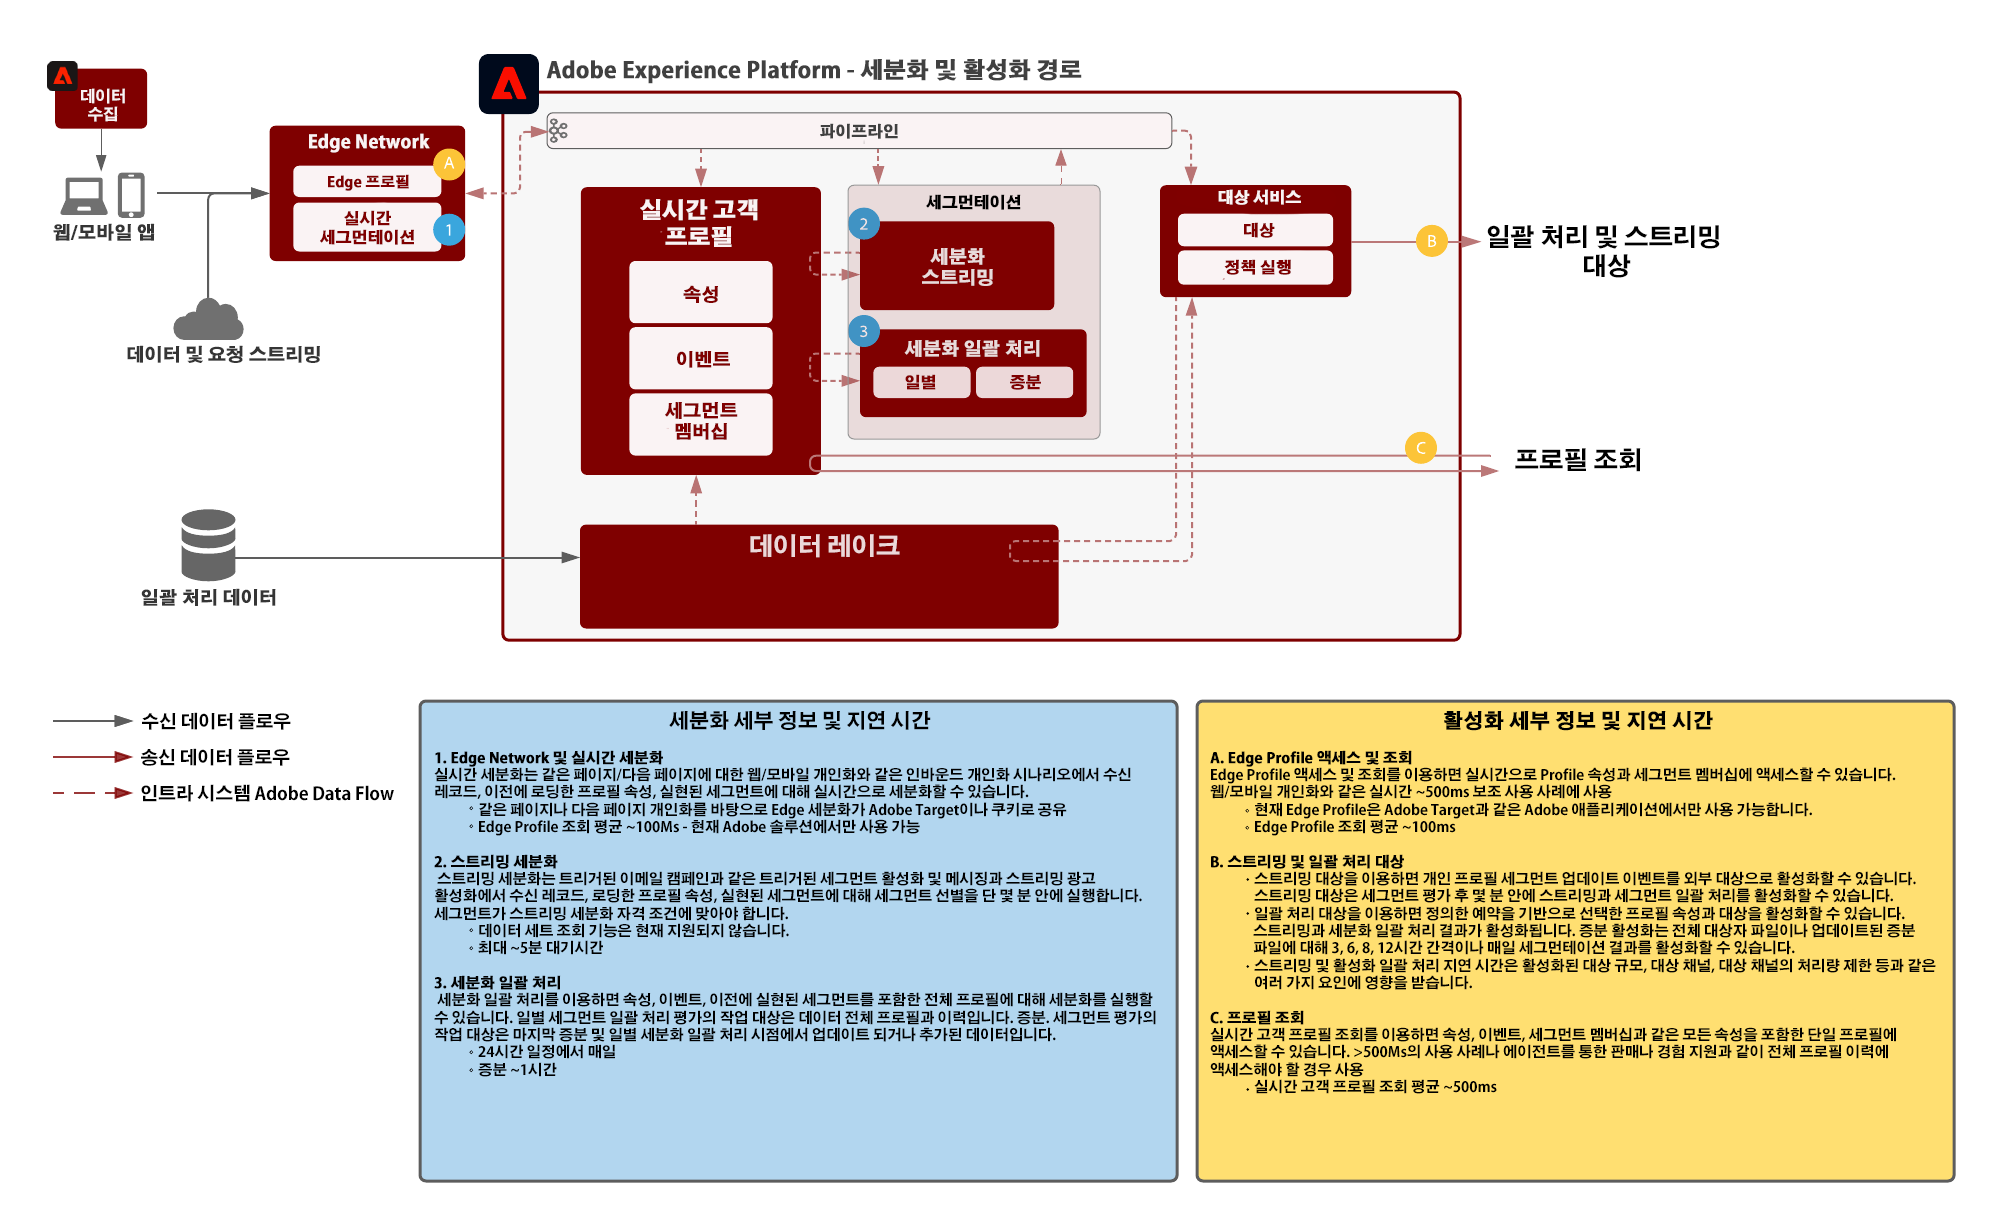 Adobe Experience Platform - 세분화 및 활성화 경로
데이터
수집
웹/모바일 앱
데이터 및 요청 스트리밍
일괄 처리 데이터
Edge Network
A
Edge 프로필
실시간
세그먼테이션
1
파이프라인
실시간 고객
프로필
속성
이벤트
세그먼트
멤버십
세그먼테이션
2
세분화
스트리밍
3
세분화 일괄 처리
일별
증분
대상 서비스
대상
정책 실행
B
일괄 처리 및 스트리밍
대상
C
프로필 조회
데이터 레이크
수신 데이터 플로우
송신 데이터 플로우
인트라 시스템 Adobe Data Flow
세분화 세부 정보 및 지연 시간
1. Edge Network 및 실시간 세분화
실시간 세분화는 같은 페이지/다음 페이지에 대한 웹/모바일 개인화와 같은 인바운드 개인화 시나리오에서 수신
레코드, 이전에 로딩한 프로필 속성, 실현된 세그먼트에 대해 실시간으로 세분화할 수 있습니다.
◦ 같은 페이지나 다음 페이지 개인화를 바탕으로 Edge 세분화가 Adobe Target이나 쿠키로 공유
◦ Edge Profile 조회 평균 ~100Ms - 현재 Adobe 솔루션에서만 사용 가능
2. 스트리밍 세분화
스트리밍 세분화는 트리거된 이메일 캠페인과 같은 트리거된 세그먼트 활성화 및 메시징과 스트리밍 광고
활성화에서 수신 레코드, 로딩한 프로필 속성, 실현된 세그먼트에 대해 세그먼트 선별을 단 몇 분 안에 실행합니다.
세그먼트가 스트리밍 세분화 자격 조건에 맞아야 합니다.
◦ 데이터 세트 조회 기능은 현재 지원되지 않습니다.
◦ 최대 ~5분 대기시간
3. 세분화 일괄 처리
세분화 일괄 처리를 이용하면 속성, 이벤트, 이전에 실현된 세그먼트를 포함한 전체 프로필에 대해 세분화를 실행할
수 있습니다. 일별 세그먼트 일괄 처리 평가의 작업 대상은 데이터 전체 프로필과 이력입니다. 증분. 세그먼트 평가의
작업 대상은 마지막 증분 및 일별 세분화 일괄 처리 시점에서 업데이트 되거나 추가된 데이터입니다.
◦ 24시간 일정에서 매일
◦ 증분 ~1시간
활성화 세부 정보 및 지연 시간
A. Edge Profile 액세스 및 조회
Edge Profile 액세스 및 조회를 이용하면 실시간으로 Profile 속성과 세그먼트 멤버십에 액세스할 수 있습니다.
웹/모바일 개인화와 같은 실시간 ~500ms 보조 사용 사례에 사용
◦ 현재 Edge Profile은 Adobe Target과 같은 Adobe 애플리케이션에서만 사용 가능합니다.
◦ Edge Profile 조회 평균 ~100ms
B. 스트리밍 및 일괄 처리 대상
· 스트리밍 대상을 이용하면 개인 프로필 세그먼트 업데이트 이벤트를 외부 대상으로 활성화할 수 있습니다.
스트리밍 대상은 세그먼트 평가 후 몇 분 안에 스트리밍과 세그먼트 일괄 처리를 활성화할 수 있습니다.
· 일괄 처리 대상을 이용하면 정의한 예약을 기반으로 선택한 프로필 속성과 대상을 활성화할 수 있습니다.
스트리밍과 세분화 일괄 처리 결과가 활성화됩니다. 증분 활성화는 전체 대상자 파일이나 업데이트된 증분
파일에 대해 3, 6, 8, 12시간 간격이나 매일 세그먼테이션 결과를 활성화할 수 있습니다.
· 스트리밍 및 활성화 일괄 처리 지연 시간은 활성화된 대상 규모, 대상 채널, 대상 채널의 처리량 제한 등과 같은
여러 가지 요인에 영향을 받습니다.
C. 프로필 조회
실시간 고객 프로필 조회를 이용하면 속성, 이벤트, 세그먼트 멤버십과 같은 모든 속성을 포함한 단일 프로필에
액세스할 수 있습니다. >500Ms의 사용 사례나 에이전트를 통한 판매나 경험 지원과 같이 전체 프로필 이력에
액세스해야 할 경우 사용
· 실시간 고객 프로필 조회 평균 ~500ms